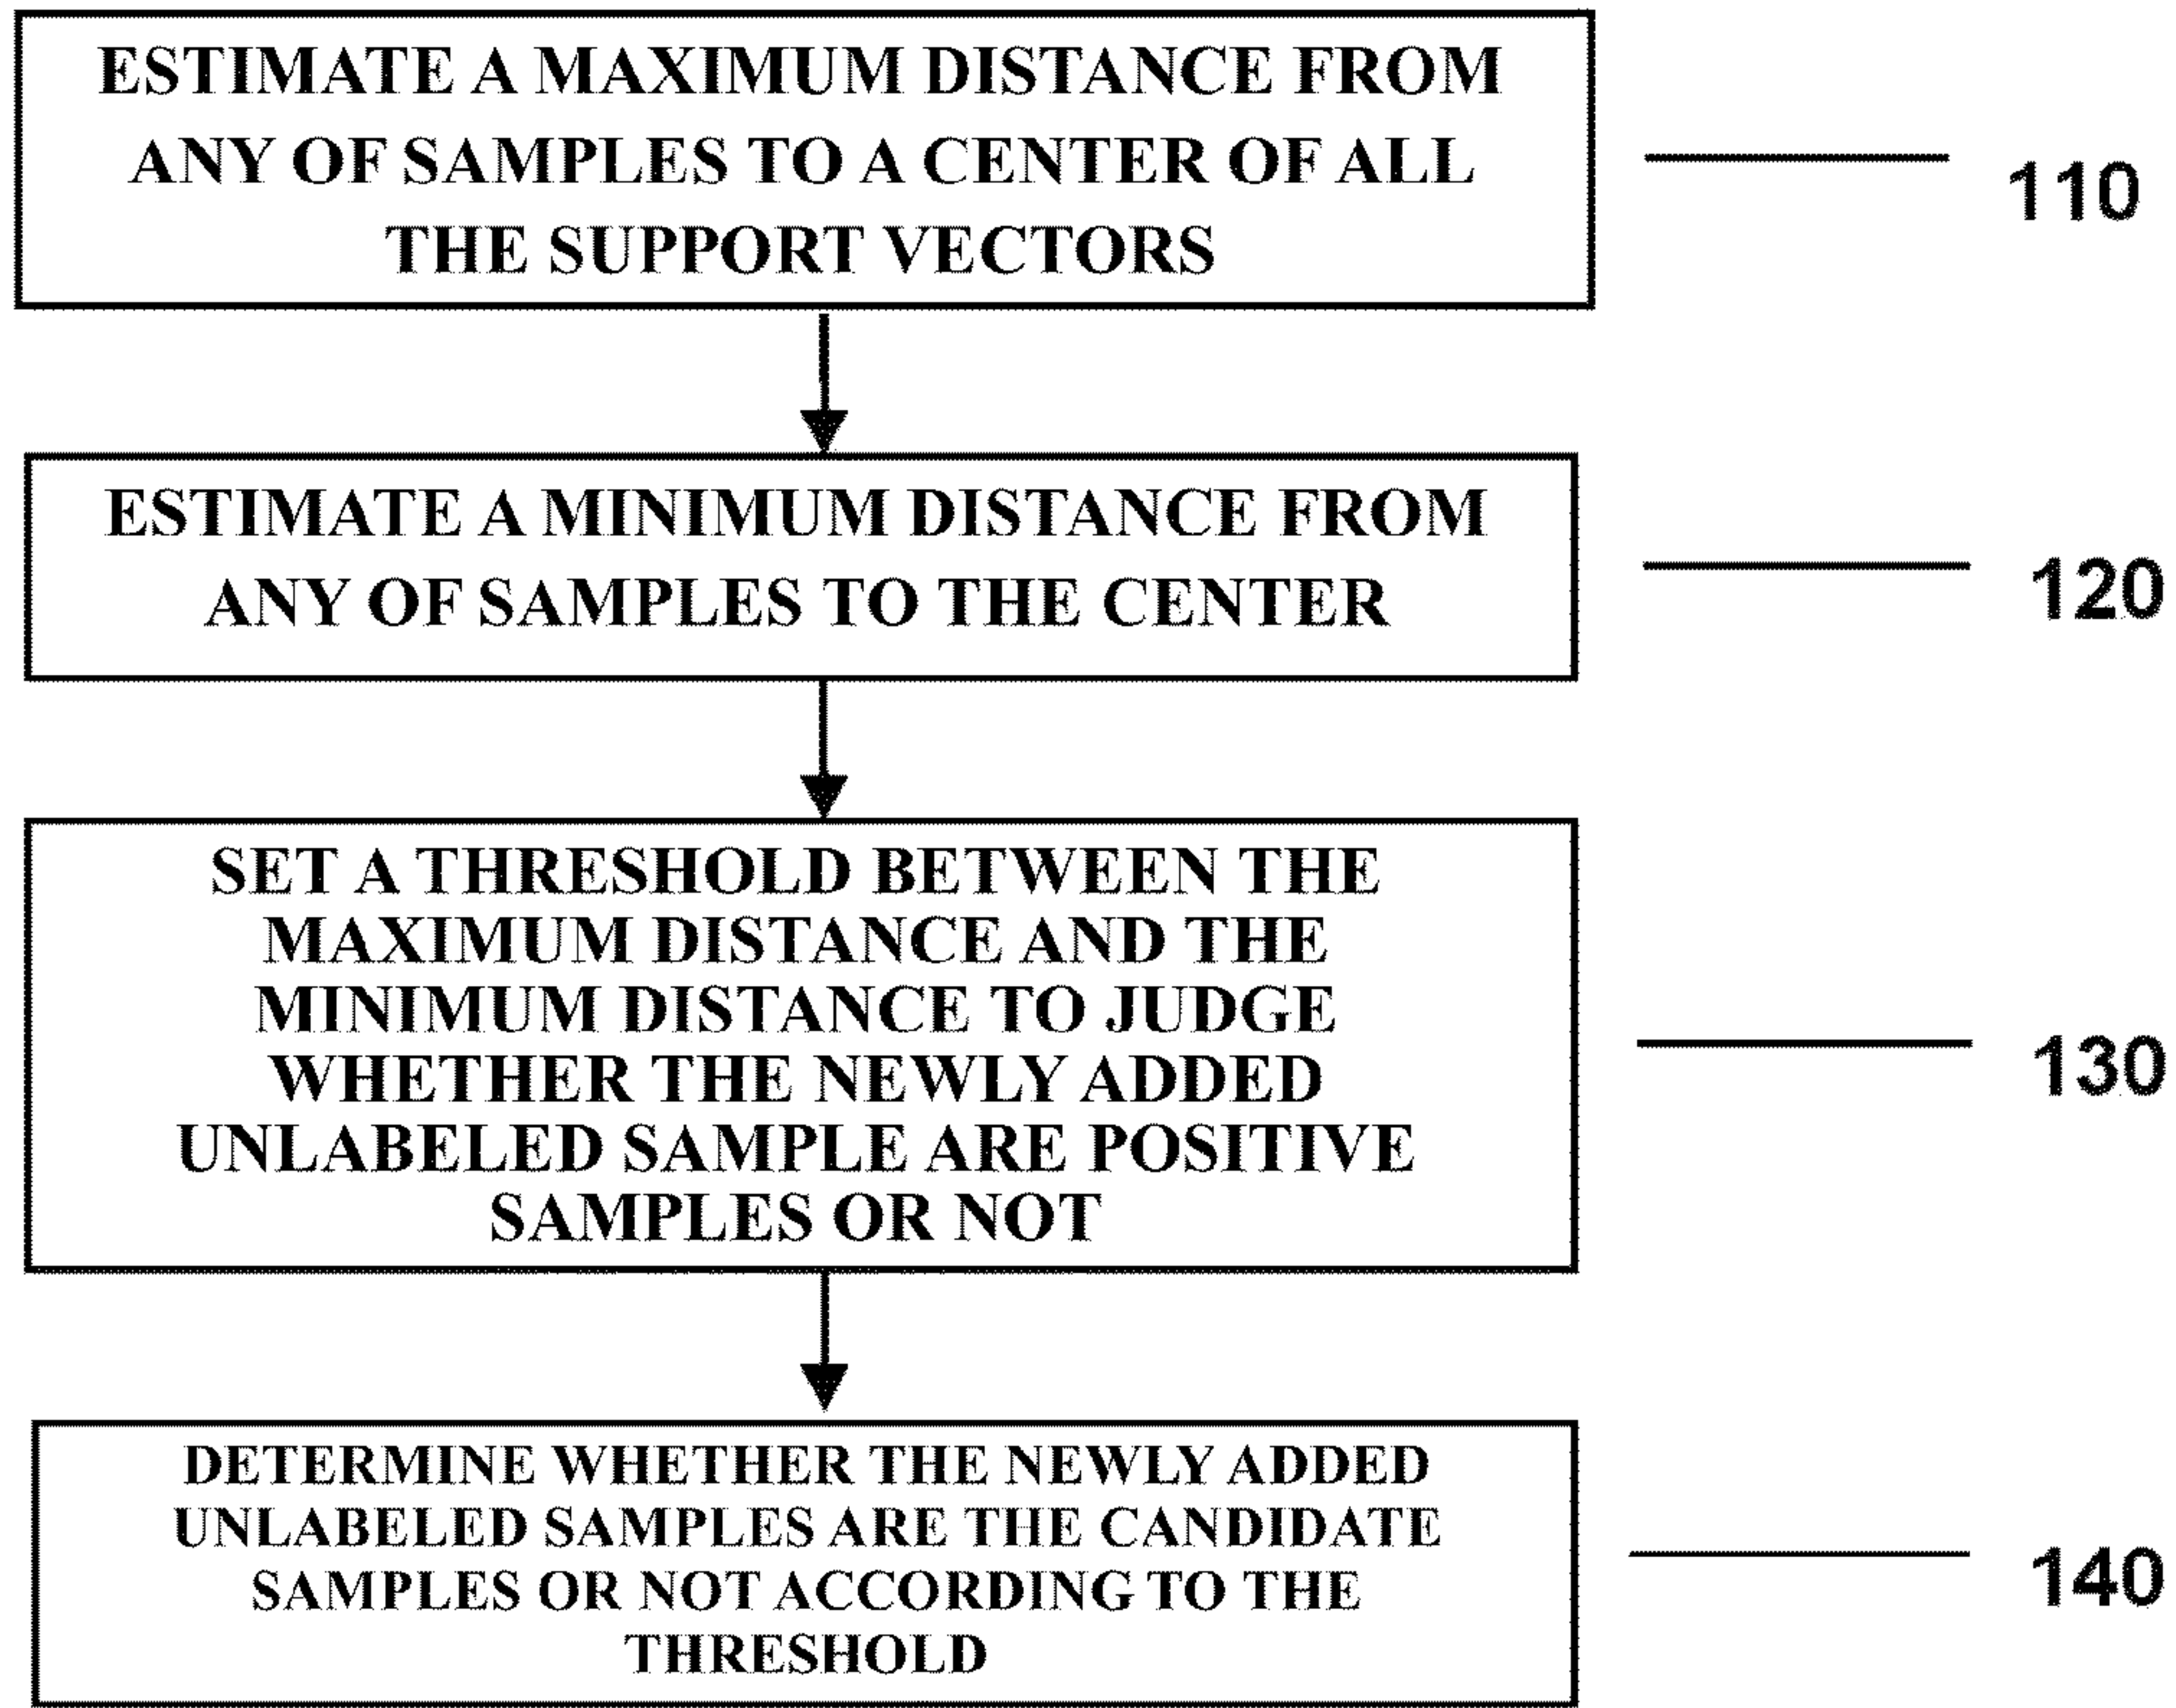 ESTIMATE A MAXIMUM DISTANCE FROM
ANY OF SAMPLES TO A CENTER OF ALL
THE SUPPORT VECTORS
110
ESTIMATE A MINIMUM DISTANCE FROM
ANY OF SAMPLES TO THE CENTER
120
SET A THRESHOLD BETWEEN THE
MAXIMUM DISTANCE AND THE
MINIMUM DISTANCE TO JUDGE
WHETHER THE NEWLY ADDED
UNLABELED SAMPLE ARE POSITIVE
SAMPLES OR NOT
130
DETERMINE WHETHER THE NEWLY ADDED
UNLABELED SAMPLES ARE THE CANDIDATE
SAMPLES OR NOT ACCORDING TO THE
THRESHOLD
140